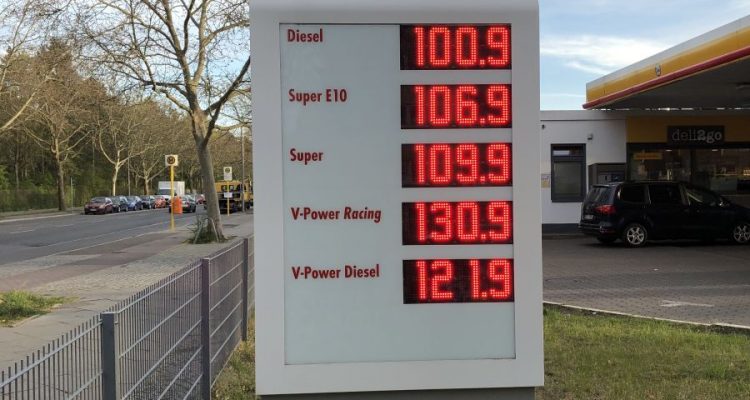 Diesel 100.9
Super E10 106.9
Super 109.9
V-Power Racing 130.9
V-Power Diesel 121.9
deli2go